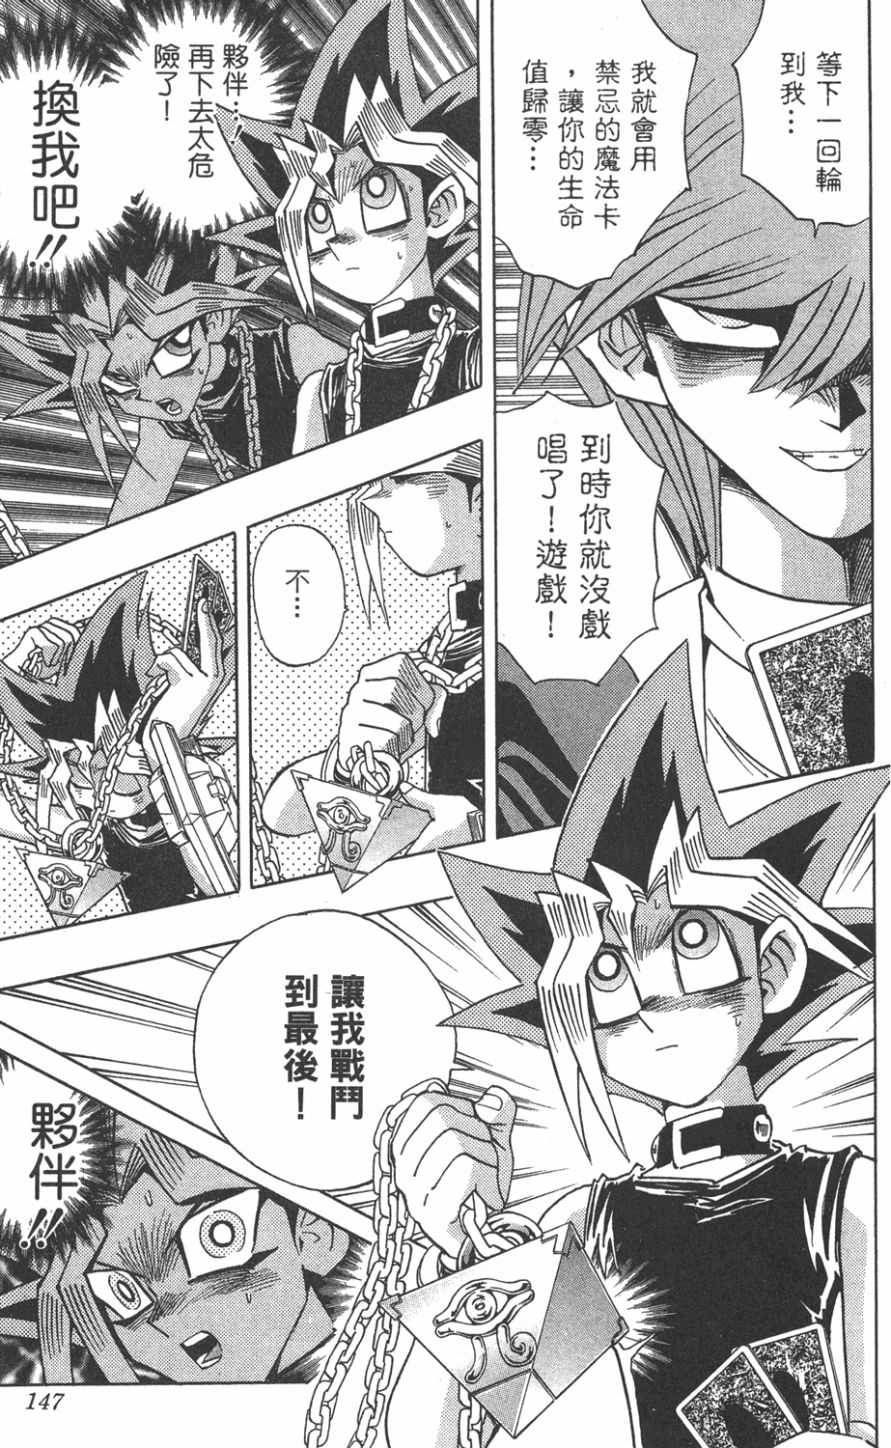 等下一回輪
到我…
我就會用
禁忌的魔法卡
，讓你的生命
值歸零…
到時你就沒戲
唱了！遊戲！
夥伴…
再下去太危
險了！
換我吧!!
不…
讓我戰鬥
到最後！
夥伴!!
147